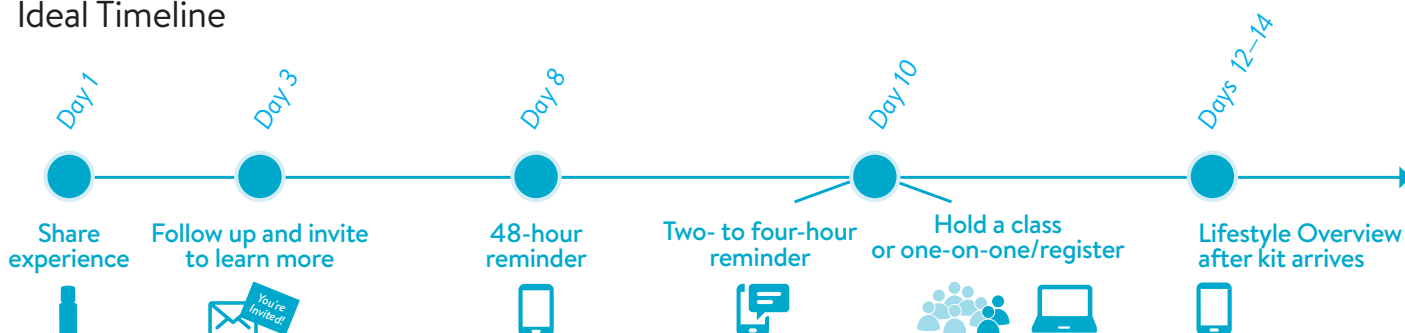 Ideal Timeline
Day 1
Day 3
Day 8
Day 10
Days 12–14
Share
experience
Follow up and invite
to learn more
48-hour
reminder
Two- to four-hour
reminder
Hold a class
or one-on-one/register
Lifestyle Overview
after kit arrives
You're
Invited!